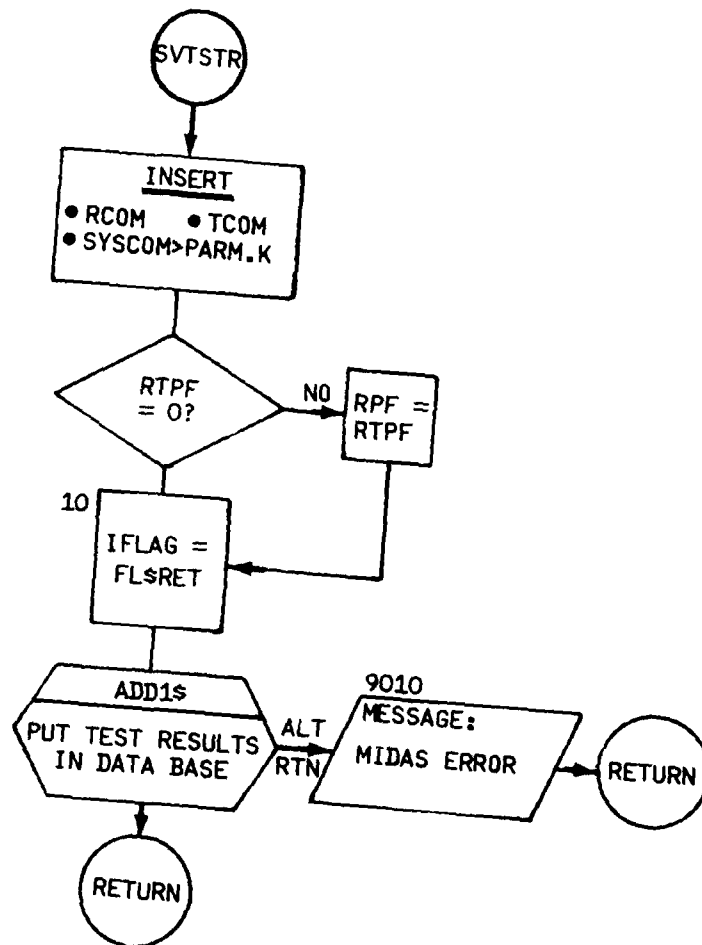 SVTSTR
INSERT
● RCOM ● TCOM
● SYSCOM>PARM.K
RTPF
= 0?
NO
RPF =
RTPF
10
IFLAG =
FL$RET
ADD1$
PUT TEST RESULTS
IN DATA BASE
ALT
RTN
9010
MESSAGE:
MIDAS ERROR
RETURN
RETURN